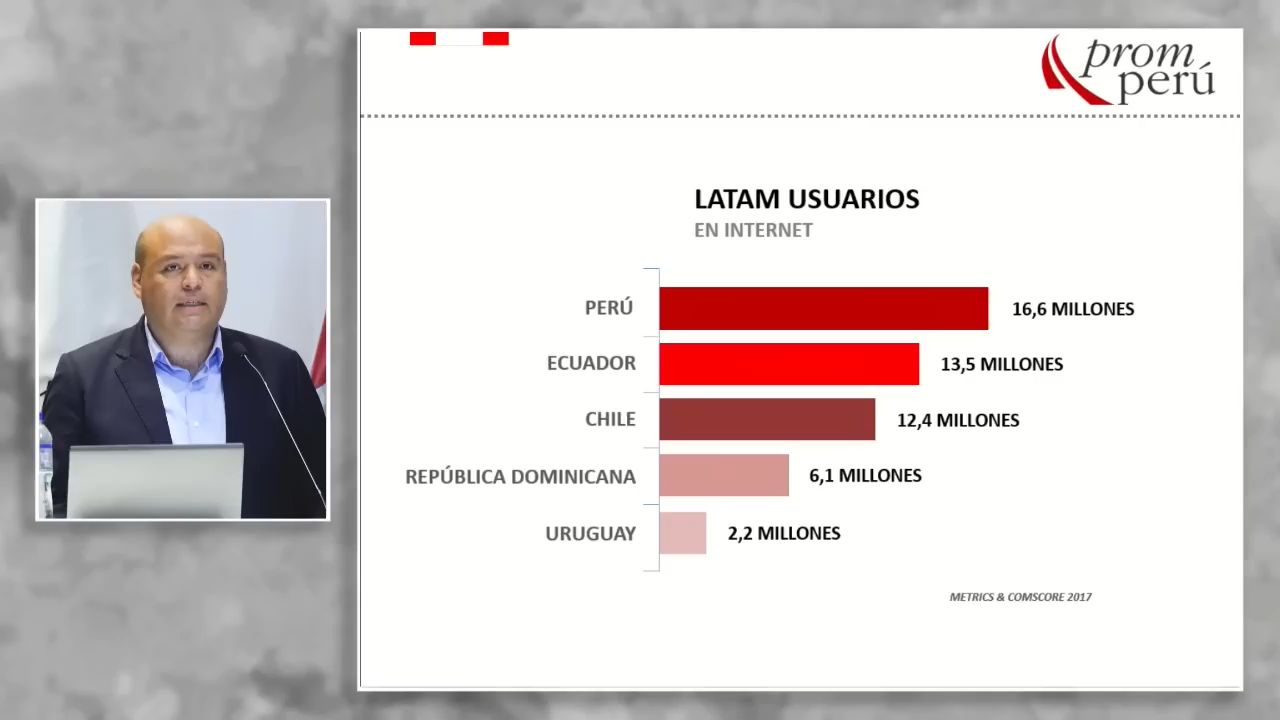 prom
perú
LATAM USUARIOS
EN INTERNET
PERÚ 16,6 MILLONES
ECUADOR 13,5 MILLONES
CHILE 12,4 MILLONES
REPÚBLICA DOMINICANA 6,1 MILLONES
URUGUAY 2,2 MILLONES
METRICS & COMSCORE 2017